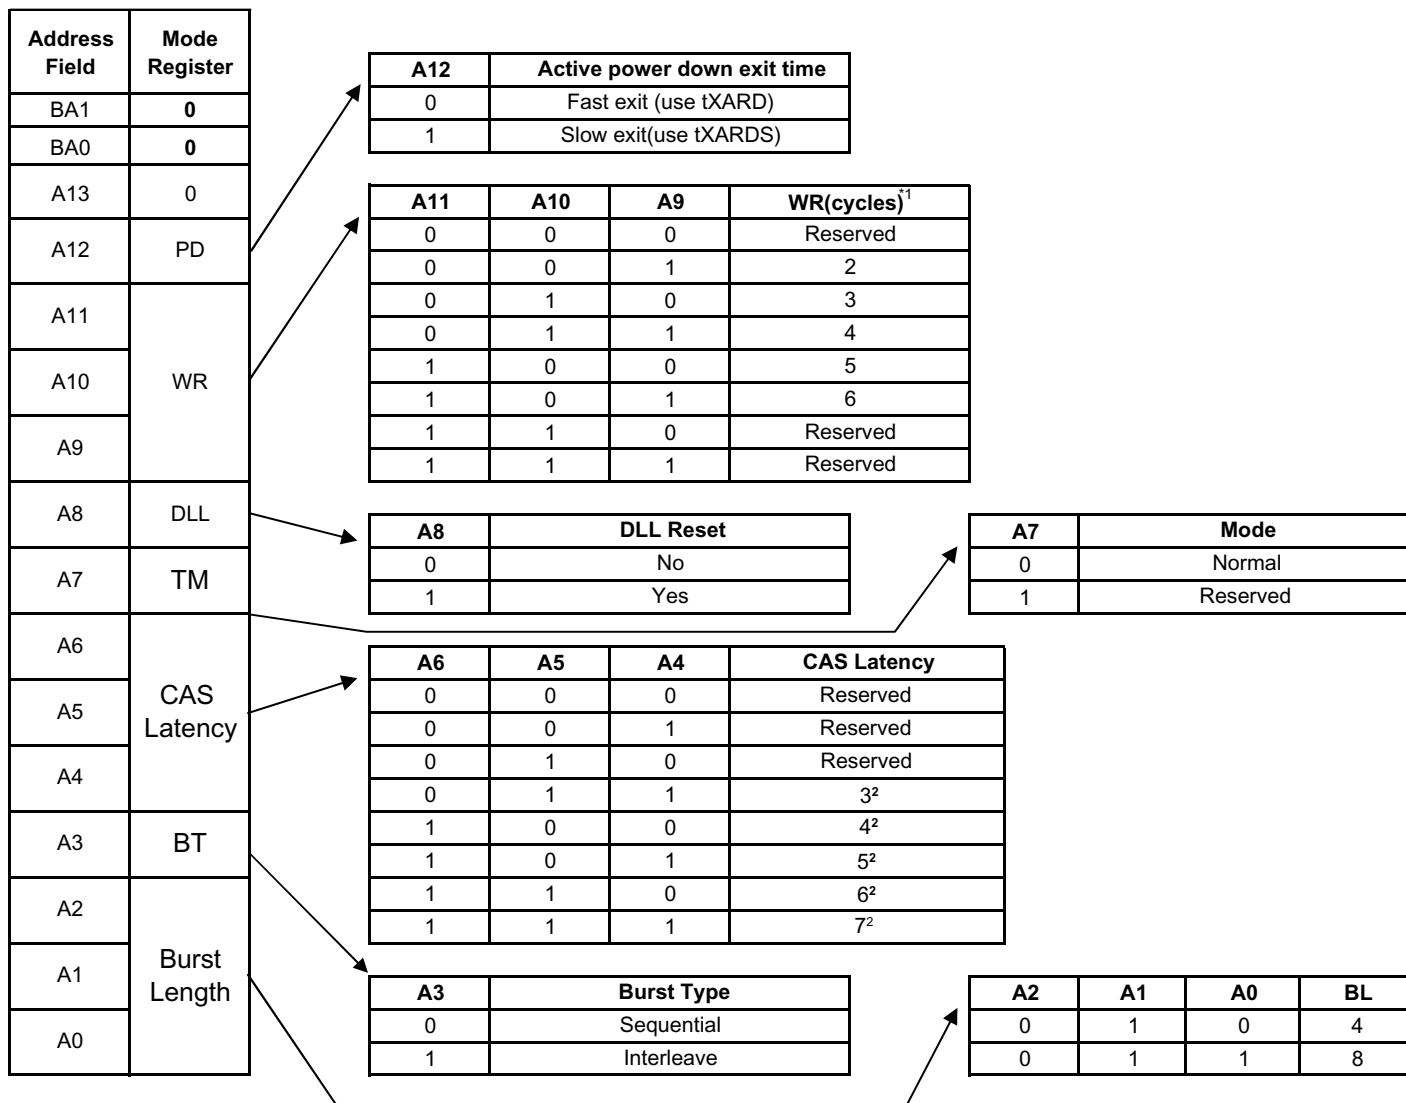 Address Field Mode Register
BA1 0
BA0 0
A13 0
A12 PD
A11
A10 WR
A9
A8 DLL
A7 TM
A6
A5 CAS Latency
A4
A3 BT
A2
A1 Burst Length
A0
A12 Active power down exit time
0 Fast exit (use tXARD)
1 Slow exit(use tXARDS)
A11 A10 A9 WR(cycles)*1
0 0 0 Reserved
0 0 1 2
0 1 0 3
0 1 1 4
1 0 0 5
1 0 1 6
1 1 0 Reserved
1 1 1 Reserved
A8 DLL Reset
0 No
1 Yes
A7 Mode
0 Normal
1 Reserved
A6 A5 A4 CAS Latency
0 0 0 Reserved
0 0 1 Reserved
0 1 0 Reserved
0 1 1 3²
1 0 0 4²
1 0 1 5²
1 1 0 6²
1 1 1 7²
A3 Burst Type
0 Sequential
1 Interleave
A2 A1 A0 BL
0 1 0 4
0 1 1 8